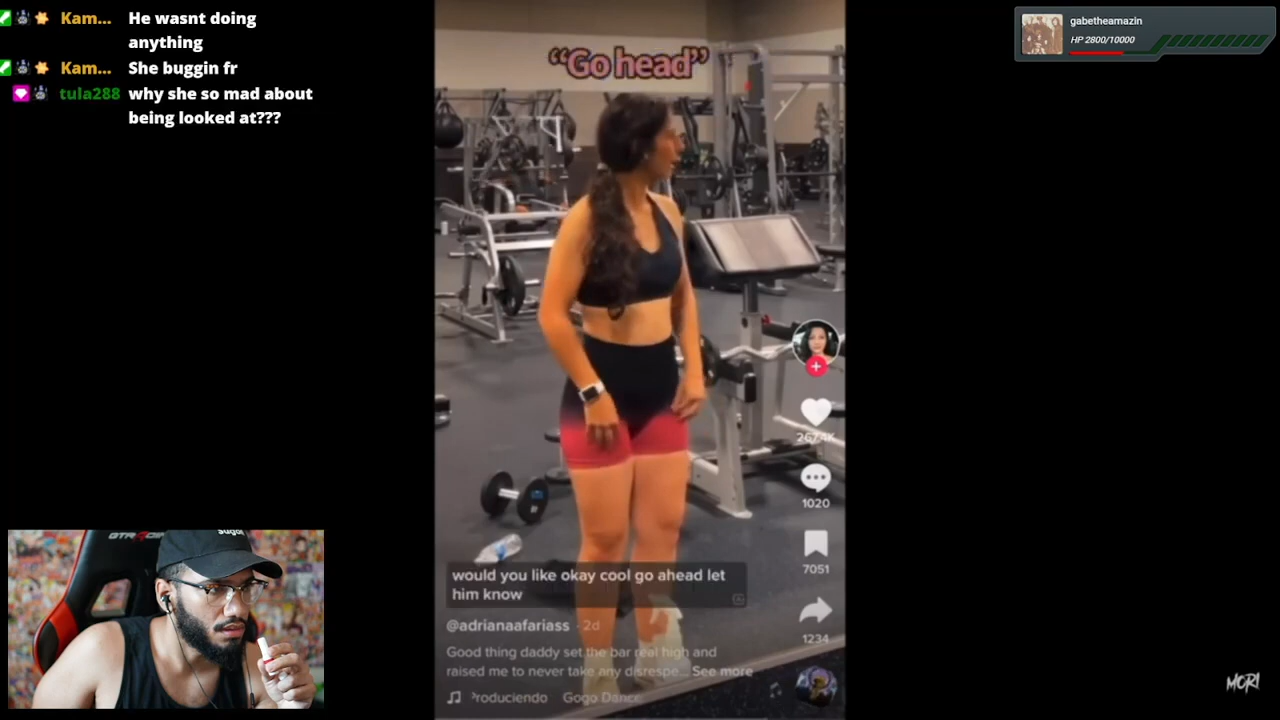 Kam... He wasnt doing
anything
Kam... She buggin fr
tula288 why she so mad about
being looked at???
“Go head”
gabetheamazin
HP 2800/10000
1020
7051
1234
would you like okay cool go ahead let
him know
@adrianaafariass · 2d
Good thing daddy set the bar real high and
raised me to never take any disrespe... See more
roduciendo Gogo Dance
MORI